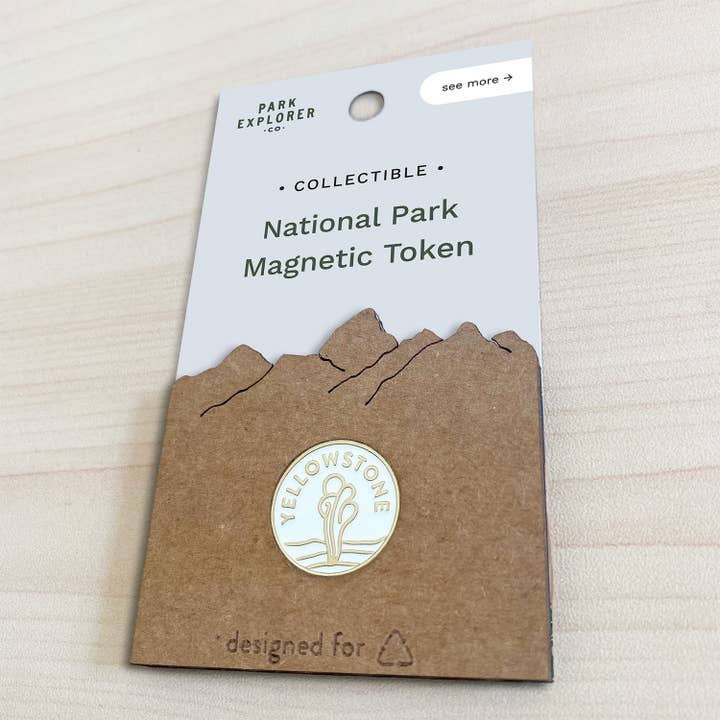 PARK
EXPLORER
·CO·
see more →
• COLLECTIBLE •
National Park
Magnetic Token
YELLOWSTONE
designed for